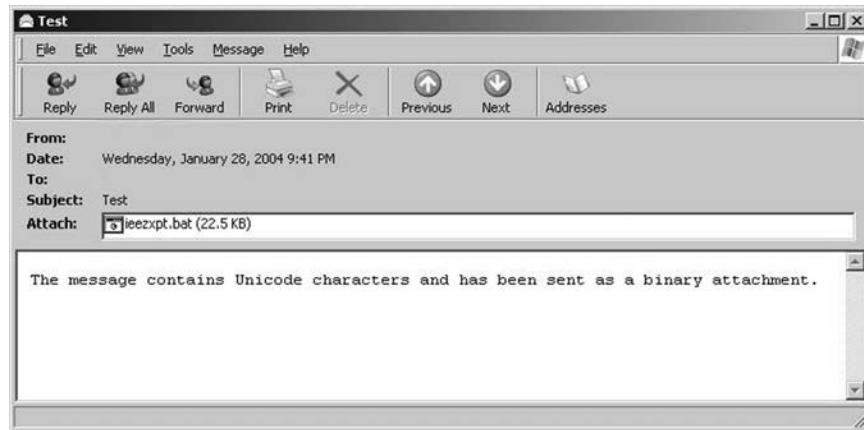 Test
File Edit View Tools Message Help
Reply Reply All Forward Print Delete Previous Next Addresses
From:
Date: Wednesday, January 28, 2004 9:41 PM
To:
Subject: Test
Attach: ieezxpt.bat (22.5 KB)
The message contains Unicode characters and has been sent as a binary attachment.